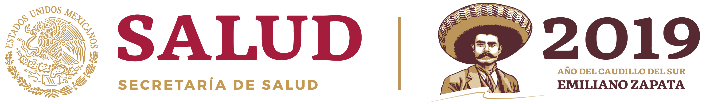 ESTADOS UNIDOS MEXICANOS
SALUD
SECRETARÍA DE SALUD
2019
AÑO DEL CAUDILLO DEL SUR
EMILIANO ZAPATA